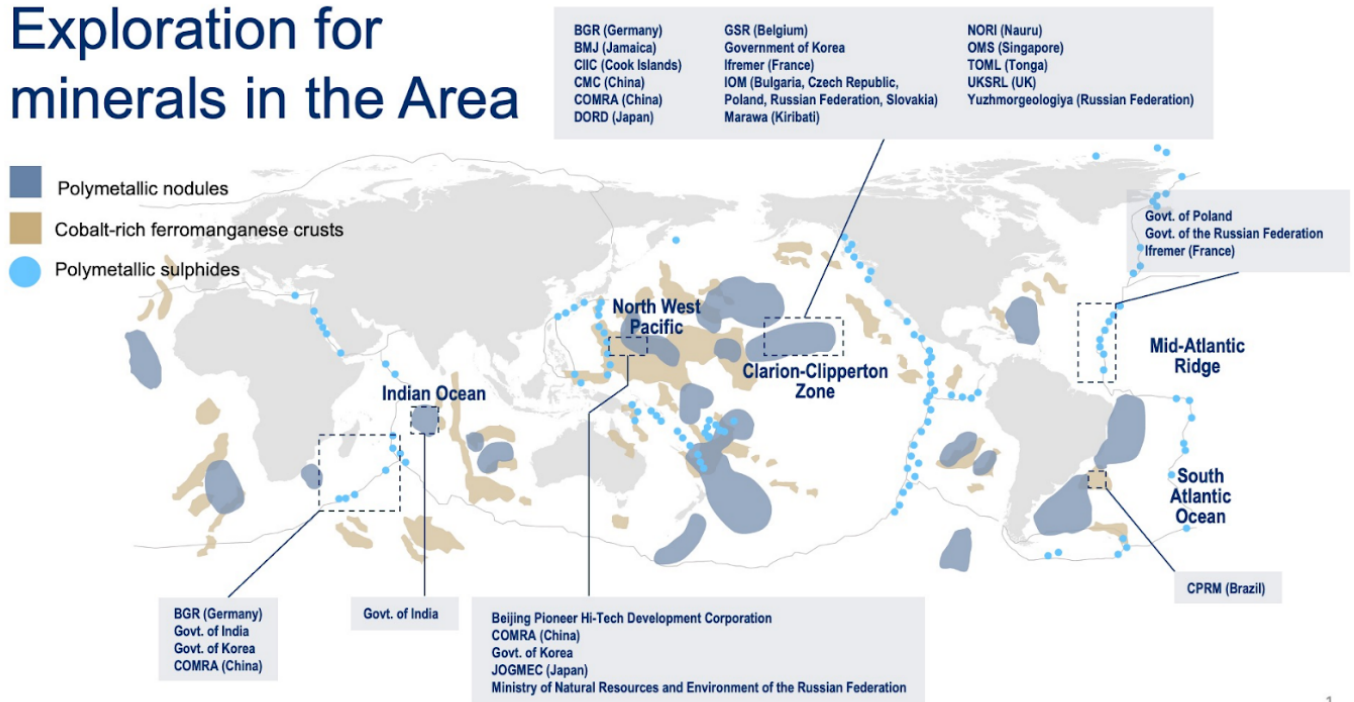 Exploration for
minerals in the Area
Polymetallic nodules
Cobalt-rich ferromanganese crusts
Polymetallic sulphides
BGR (Germany)
BMJ (Jamaica)
CIIC (Cook Islands)
CMC (China)
COMRA (China)
DORD (Japan)
GSR (Belgium)
Government of Korea
Ifremer (France)
IOM (Bulgaria, Czech Republic,
Poland, Russian Federation, Slovakia)
Marawa (Kiribati)
NORI (Nauru)
OMS (Singapore)
TOML (Tonga)
UKSRL (UK)
Yuzhmorgeologiya (Russian Federation)
Govt. of Poland
Govt. of the Russian Federation
Ifremer (France)
North West
Pacific
Clarion-Clipperton
Zone
Mid-Atlantic
Ridge
Indian Ocean
South
Atlantic
Ocean
CPRM (Brazil)
BGR (Germany)
Govt. of India
Govt. of Korea
COMRA (China)
Govt. of India
Beijing Pioneer Hi-Tech Development Corporation
COMRA (China)
Govt. of Korea
JOGMEC (Japan)
Ministry of Natural Resources and Environment of the Russian Federation